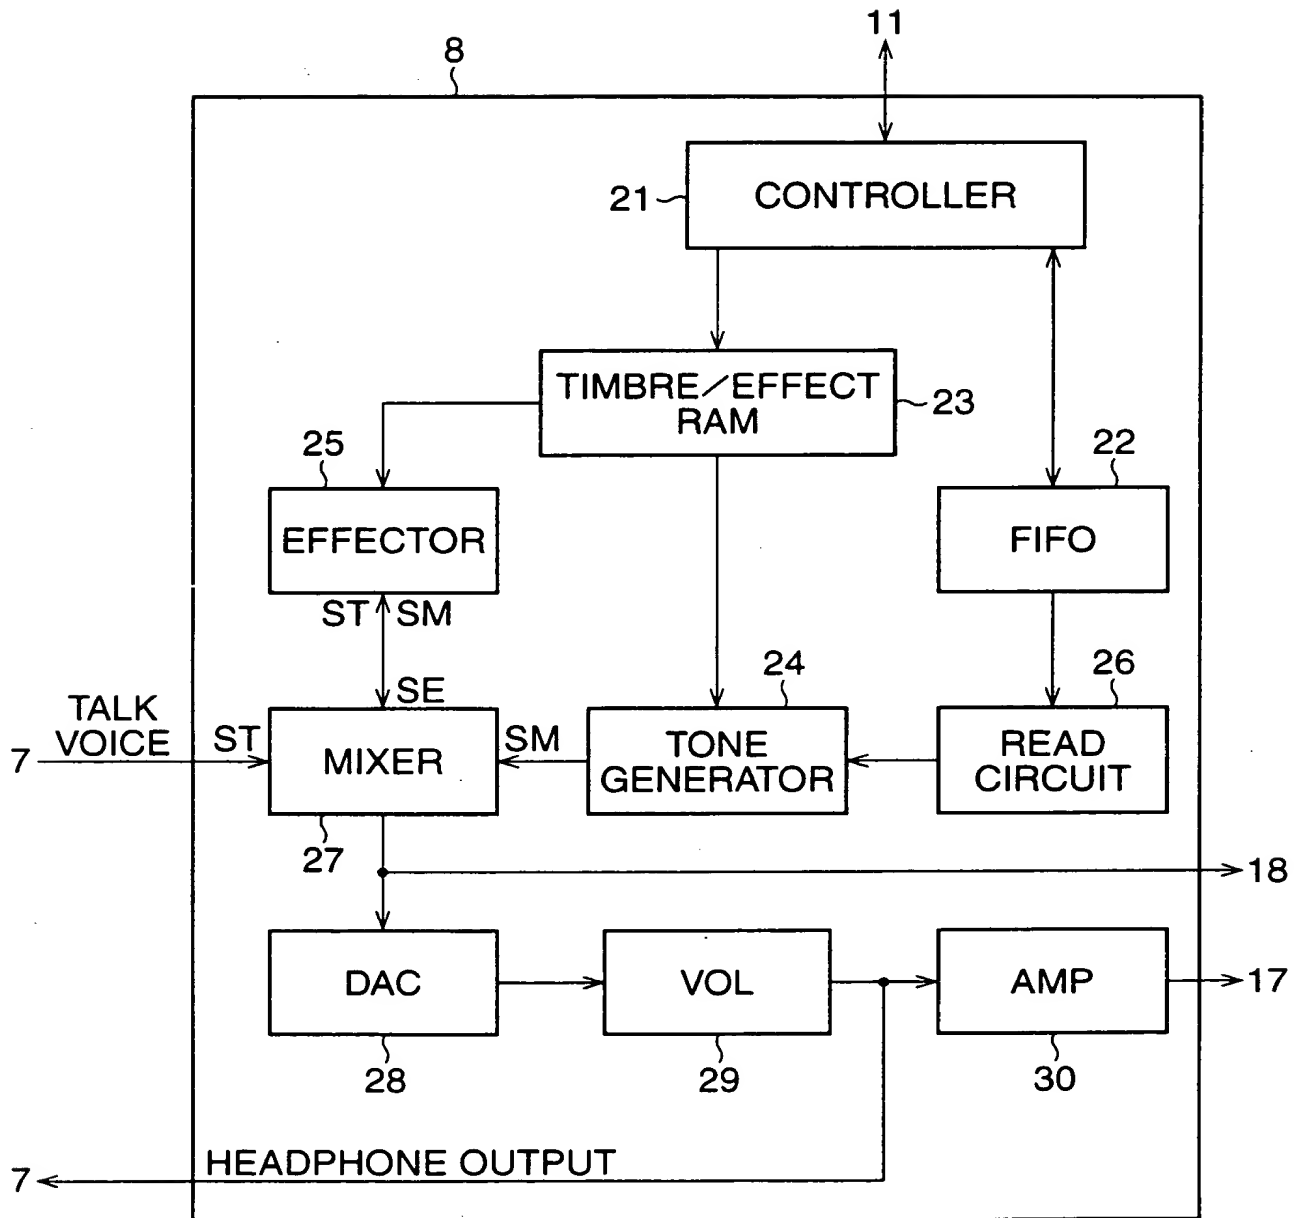 11
8
21
CONTROLLER
TIMBRE/EFFECT
RAM
23
25
22
EFFECTOR
FIFO
ST
SM
24
26
SE
TALK
VOICE
7
ST
MIXER
SM
TONE
GENERATOR
READ
CIRCUIT
27
18
DAC
VOL
AMP
17
28
29
30
HEADPHONE OUTPUT
7